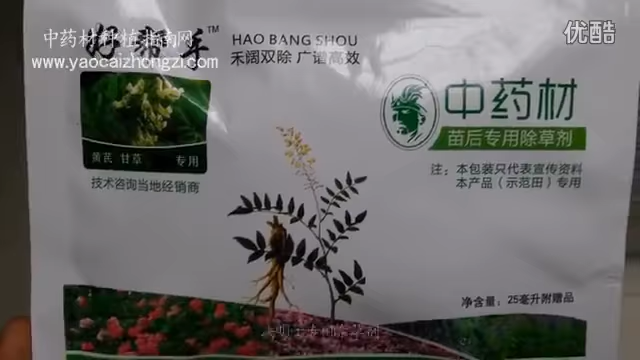 中药材种植指南网
www.yaocaizhongzi.com
好帮手™
HAO BANG SHOU
禾阔双除 广谱高效
优酷
中药材
苗后专用除草剂
注：本包装只代表宣传资料
本产品（示范田）专用
黄芪 甘草 专用
技术咨询当地经销商
净含量：25毫升附赠品